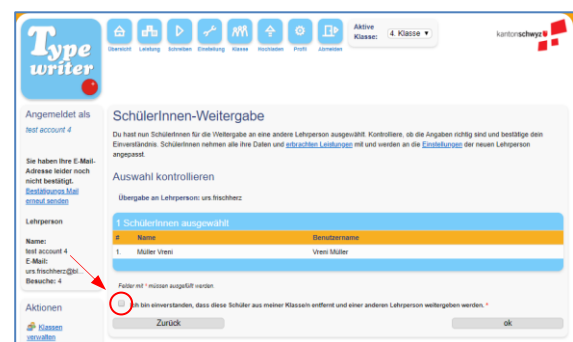 Type
writer
Übersicht Leistung Schreiben Einstellung Klasse Hochladen Profil Abmelden
Aktive
Klasse: 4. Klasse
kantonschwyz
Angemeldet als
test account 4
Sie haben Ihre E-Mail-
Adresse leider noch
nicht bestätigt.
Bestätigungs Mail
erneut senden
Lehrperson
Name:
test account 4
E-Mail:
urs.frischherz@bl...
Besuche: 4
Aktionen
Klassen
verwalten
SchülerInnen-Weitergabe
Du hast nun SchülerInnen für die Weitergabe an eine andere Lehrperson ausgewählt. Kontrolliere, ob die Angaben richtig sind und bestätige dein
Einverständnis. SchülerInnen nehmen alle ihre Daten und erbrachten Leistungen mit und werden an die Einstellungen der neuen Lehrperson
angepasst.
Auswahl kontrollieren
Übergabe an Lehrperson: urs frischherz
1 SchülerInnen ausgewählt
# Name Benutzername
1. Müller Vreni Vreni Müller
Felder mit * müssen ausgefüllt werden.
Ich bin einverstanden, dass diese Schüler aus meiner Klasseln entfernt und einer anderen Lehrperson weitergeben werden. *
Zurück ok